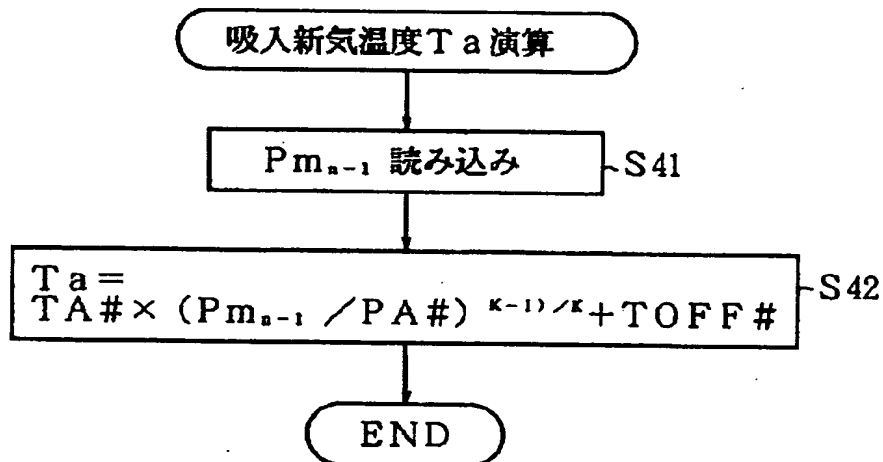 吸入新気温度Ta演算
Pmₙ₋₁ 読み込み
S41
Ta=
TA#×(Pmₙ₋₁/PA#)ᴷ⁻¹⁾ᐟᴷ+TOFF#
S42
END